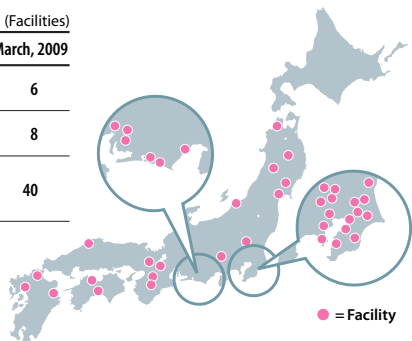 (Facilities)
March, 2009
6
8
40
= Facility